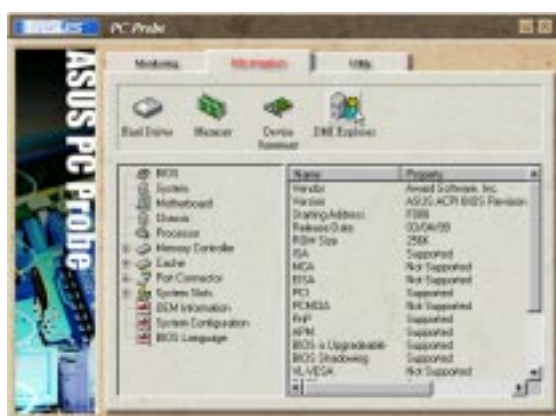 ASUS PC Probe
ASUS PC Probe
Monitoring Information Utility
Hard Drives Memory Device Summary DMI Explorer
BIOS
System
Motherboard
Chassis
Processor
Memory Controller
Cache
Port Connector
System Slots
OEM Information
System Configuration
BIOS Language
Name Property
Vendor Award Software, Inc.
Version ASUS ACPI BIOS Revision
Starting Address F000
Release Date 03/04/99
ROM Size 256K
ISA Supported
MCA Not Supported
EISA Not Supported
PCI Supported
PCMCIA Not Supported
PnP Supported
APM Supported
BIOS is Upgradeable Supported
BIOS Shadowing Supported
VL-VESA Not Supported